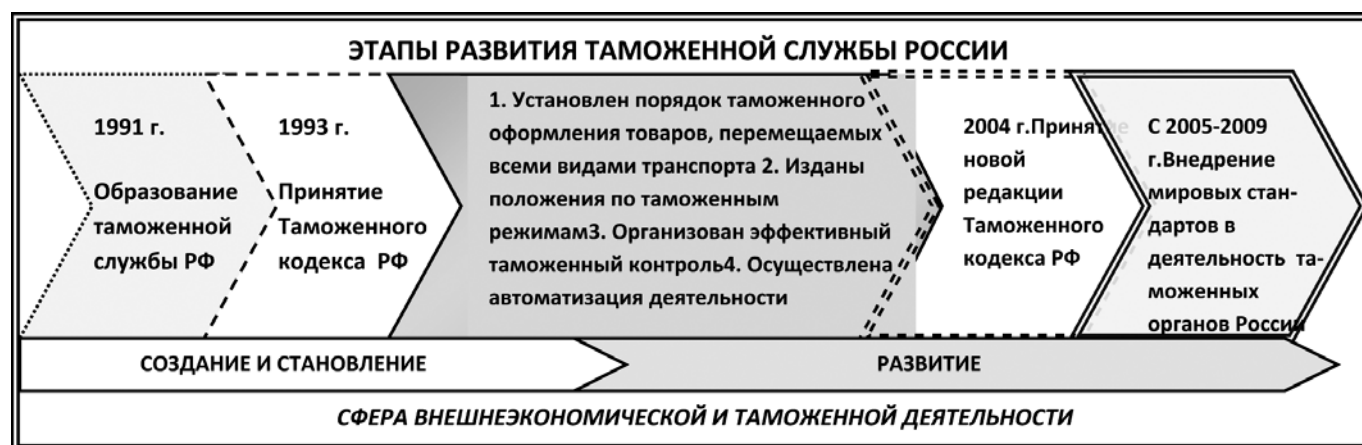 ЭТАПЫ РАЗВИТИЯ ТАМОЖЕННОЙ СЛУЖБЫ РОССИИ
1991 г.
Образование
таможенной
службы РФ
1993 г.
Принятие
Таможенного
кодекса РФ
1. Установлен порядок таможенного
оформления товаров, перемещаемых
всеми видами транспорта 2. Изданы
положения по таможенным
режимам3. Организован эффективный
таможенный контроль4. Осуществлена
автоматизация деятельности
2004 г.Принятие
новой
редакции
Таможенного
кодекса РФ
С 2005-2009
г.Внедрение
мировых стан-
дартов в
деятельность та-
моженных
органов России
СОЗДАНИЕ И СТАНОВЛЕНИЕ
РАЗВИТИЕ
СФЕРА ВНЕШНЕЭКОНОМИЧЕСКОЙ И ТАМОЖЕННОЙ ДЕЯТЕЛЬНОСТИ